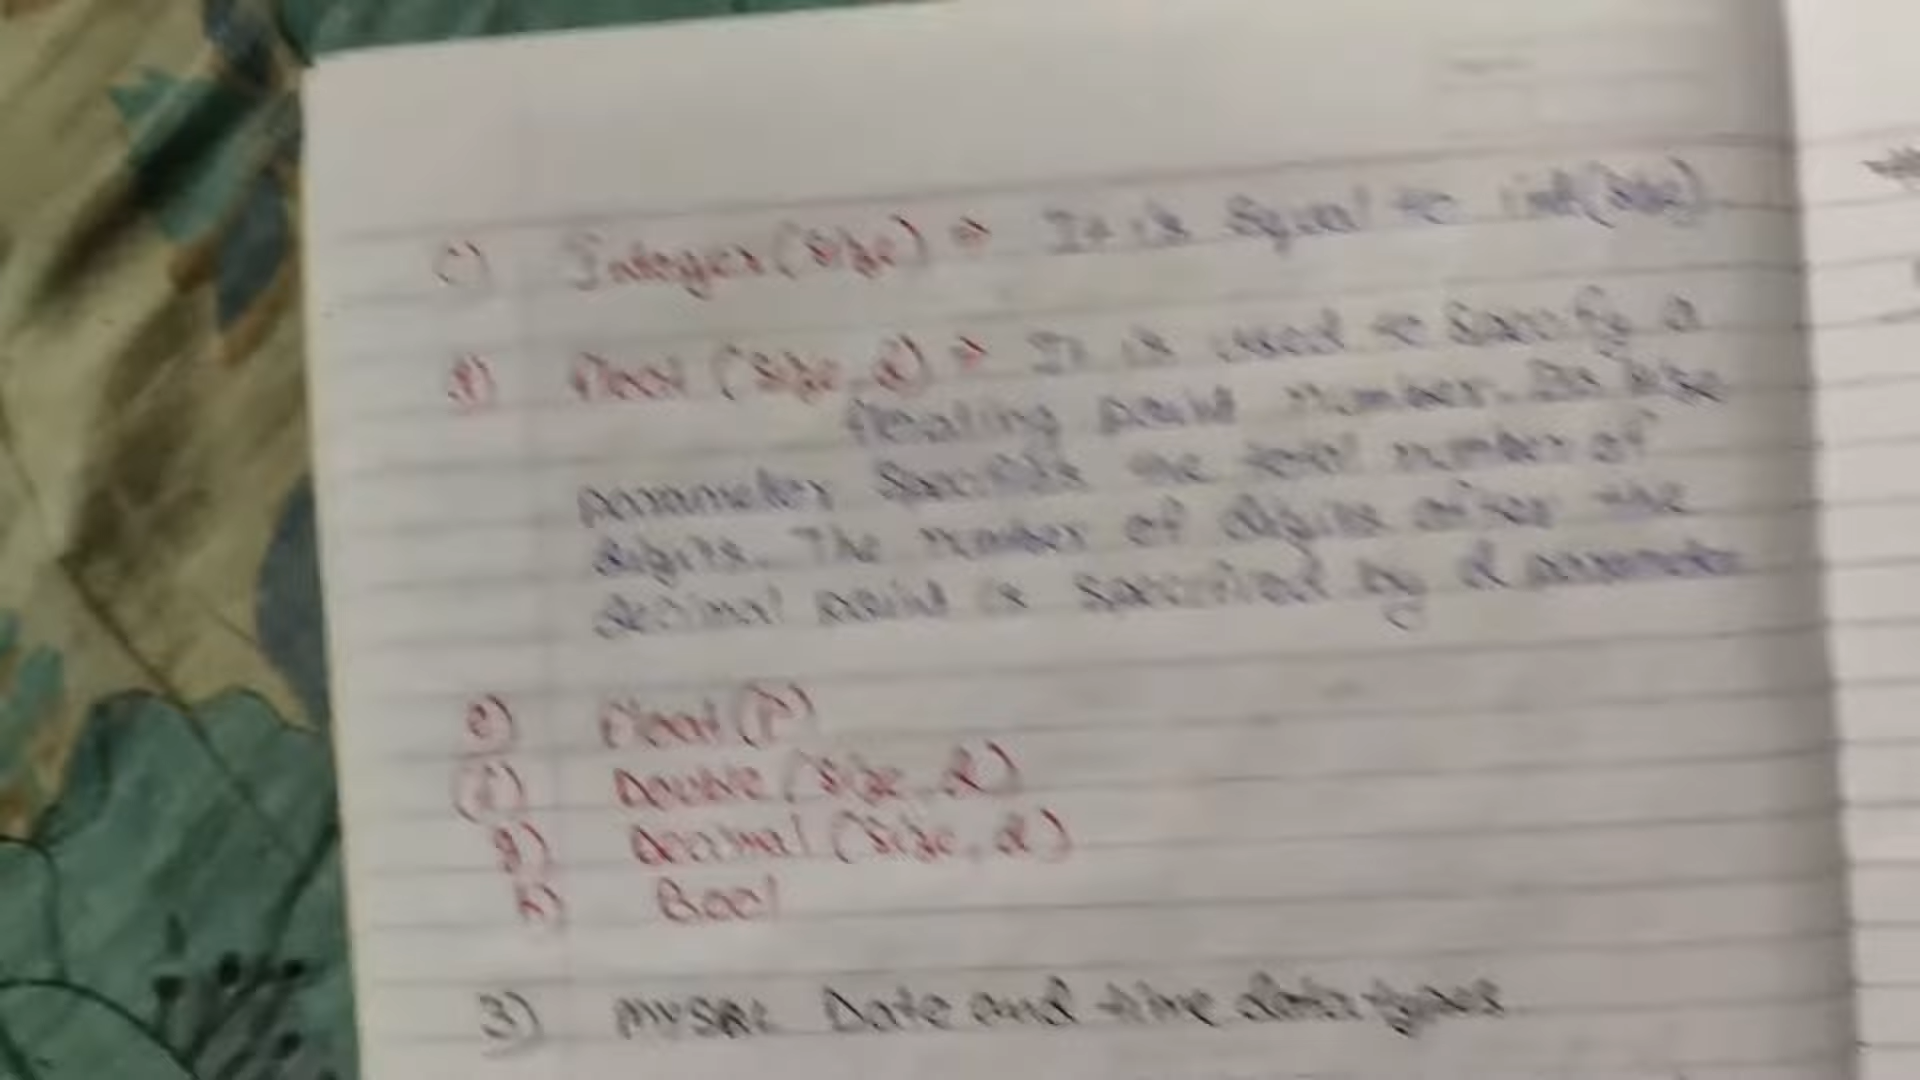 c) Integer(size) ⇒ It is equal to int(size)
d) Float (size, d) ⇒ It is used to specify a
floating point number. Its size
parameter specifies the total number of
digits. The number of digits after the
decimal point is specified by d parameter
e) Float(p)
f) Double (size, d)
g) Decimal (size, d)
h) Bool
3) MySQL Date and time data types